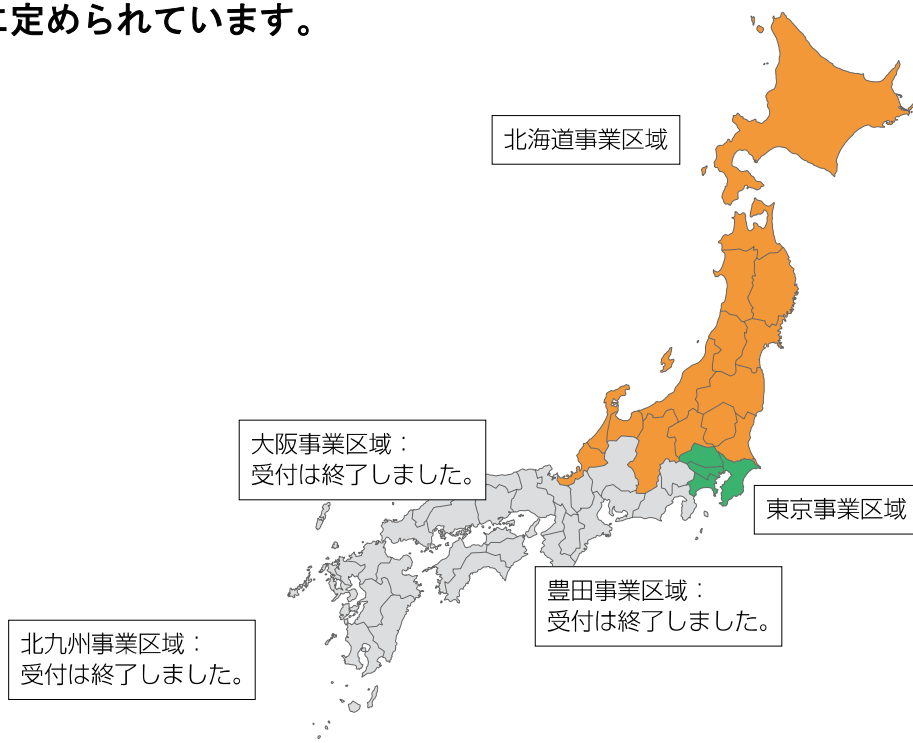 に定められています。
北海道事業区域
大阪事業区域：
受付は終了しました。
東京事業区域
豊田事業区域：
受付は終了しました。
北九州事業区域：
受付は終了しました。